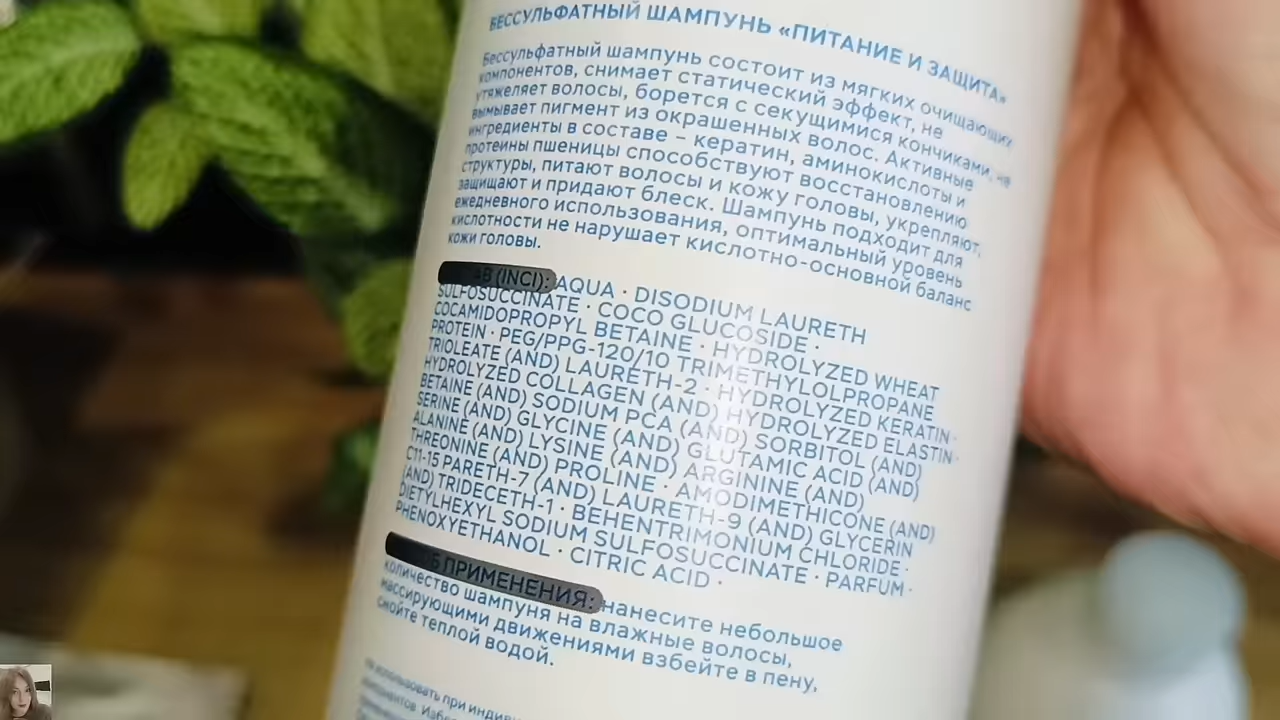 БЕССУЛЬФАТНЫЙ ШАМПУНЬ «ПИТАНИЕ И ЗАЩИТА»
Бессульфатный шампунь состоит из мягких очищающих
компонентов, снимает статический эффект, не
утяжеляет волосы, борется с секущимися кончиками, не
вымывает пигмент из окрашенных волос. Активные
ингредиенты в составе – кератин, аминокислоты и
протеины пшеницы способствуют восстановлению
структуры, питают волосы и кожу головы, укрепляют,
защищают и придают блеск. Шампунь подходит для
ежедневного использования, оптимальный уровень
кислотности не нарушает кислотно-основной баланс
кожи головы.
(INCI): AQUA · DISODIUM LAURETH
SULFOSUCCINATE · COCO GLUCOSIDE ·
COCAMIDOPROPYL BETAINE · HYDROLYZED WHEAT
PROTEIN · PEG/PPG-120/10 TRIMETHYLOLPROPANE
TRIOLEATE (AND) LAURETH-2 · HYDROLYZED KERATIN ·
HYDROLYZED COLLAGEN (AND) HYDROLYZED ELASTIN ·
BETAINE (AND) SODIUM PCA (AND) SORBITOL (AND)
SERINE (AND) GLYCINE (AND) GLUTAMIC ACID (AND)
ALANINE (AND) LYSINE (AND) ARGININE (AND)
THREONINE (AND) PROLINE · AMODIMETHICONE (AND)
C11-15 PARETH-7 (AND) LAURETH-9 (AND) GLYCERIN
(AND) TRIDECETH-1 · BEHENTRIMONIUM CHLORIDE ·
DIETYLHEXYL SODIUM SULFOSUCCINATE · PARFUM ·
PHENOXYETHANOL · CITRIC ACID ·
ПРИМЕНЕНИЯ: нанесите небольшое
количество шампуня на влажные волосы,
массирующими движениями взбейте в пену,
смойте теплой водой.
использовать при